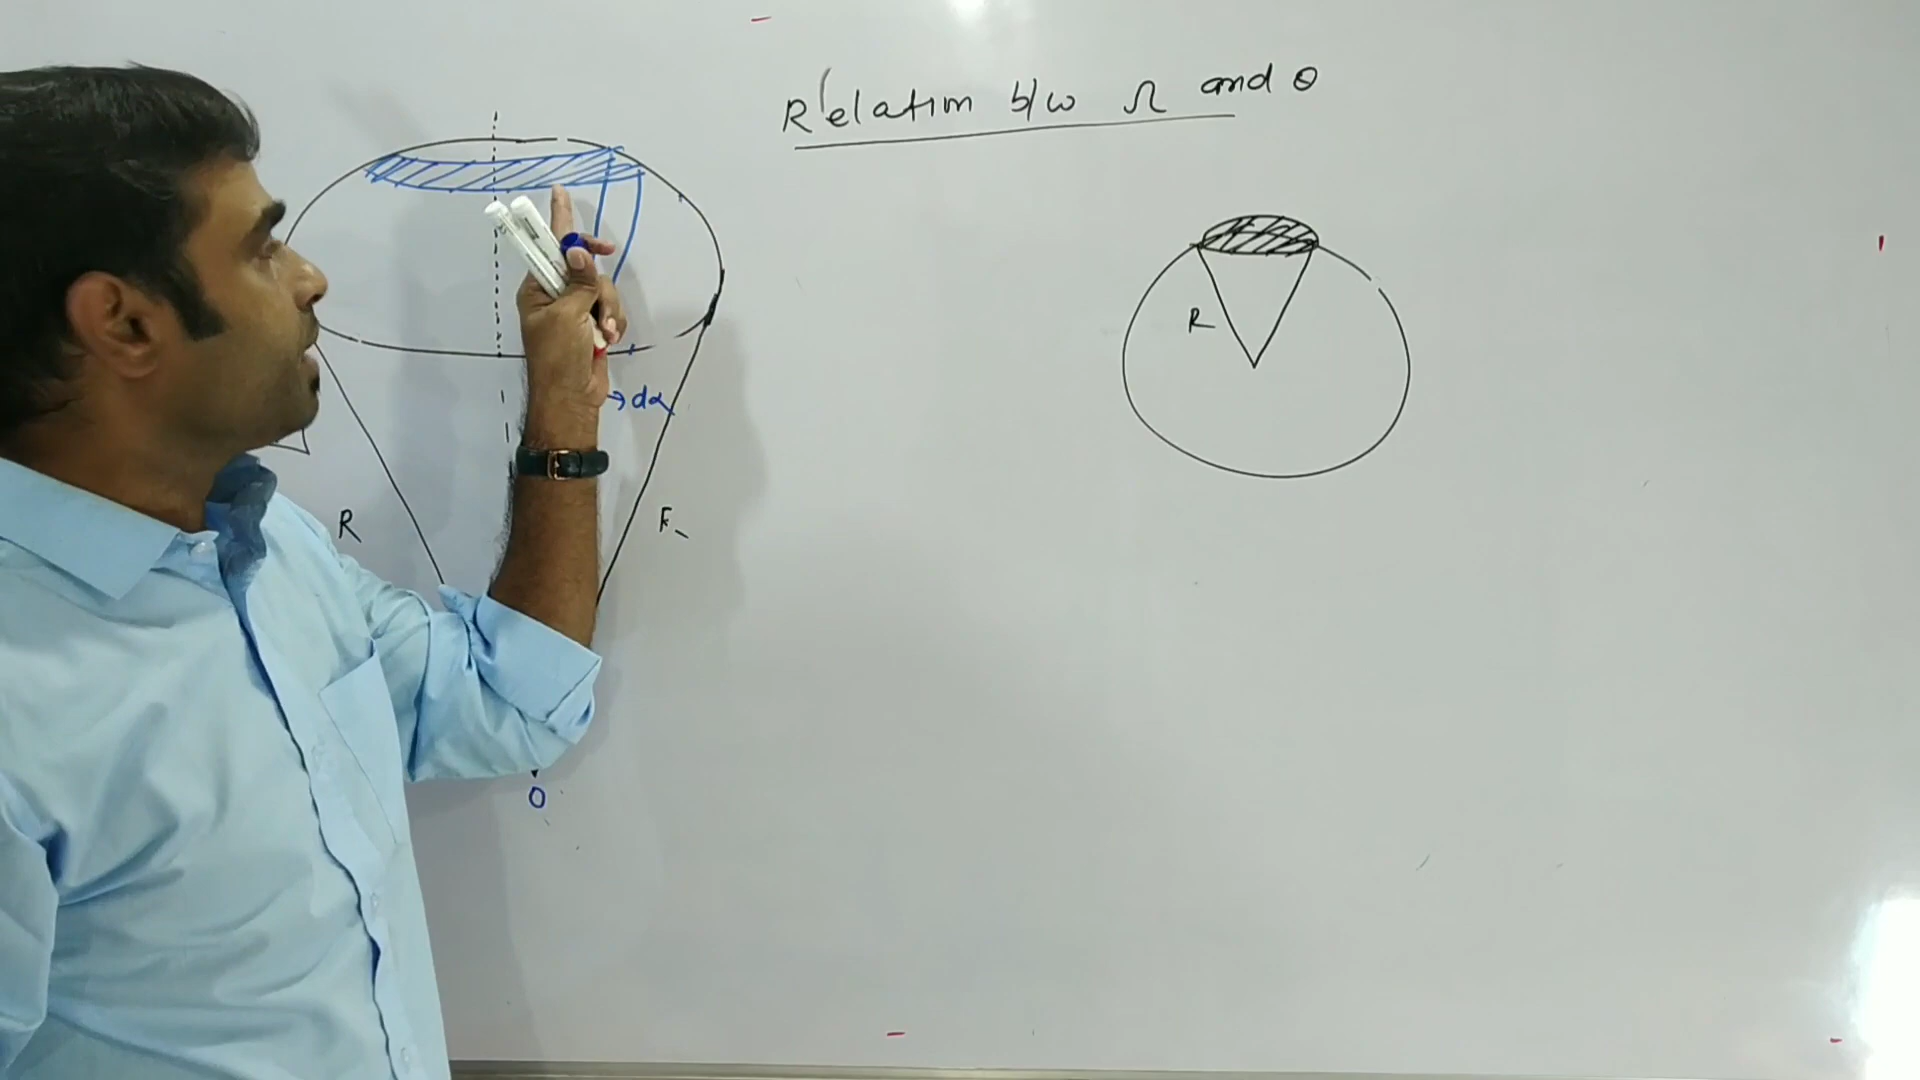 Relation b/w Ω and θ
R
→dα
R
R
O